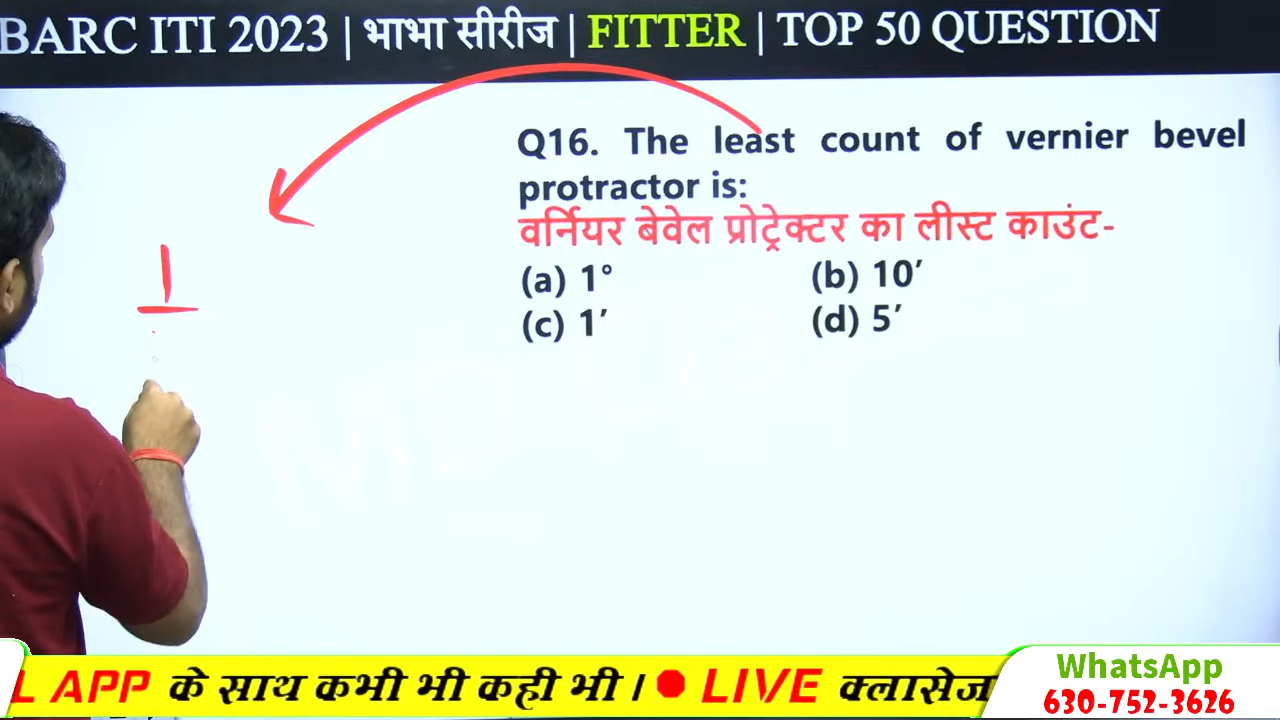 BARC ITI 2023 | भाभा सीरीज | FITTER | TOP 50 QUESTION
Q16. The least count of vernier bevel
protractor is:
वर्नियर बेवेल प्रोट्रेक्टर का लीस्ट काउंट-
(a) 1° (b) 10′
(c) 1′ (d) 5′
1
L APP के साथ कभी भी कही भी । LIVE क्लासेज
WhatsApp
630-752-3626